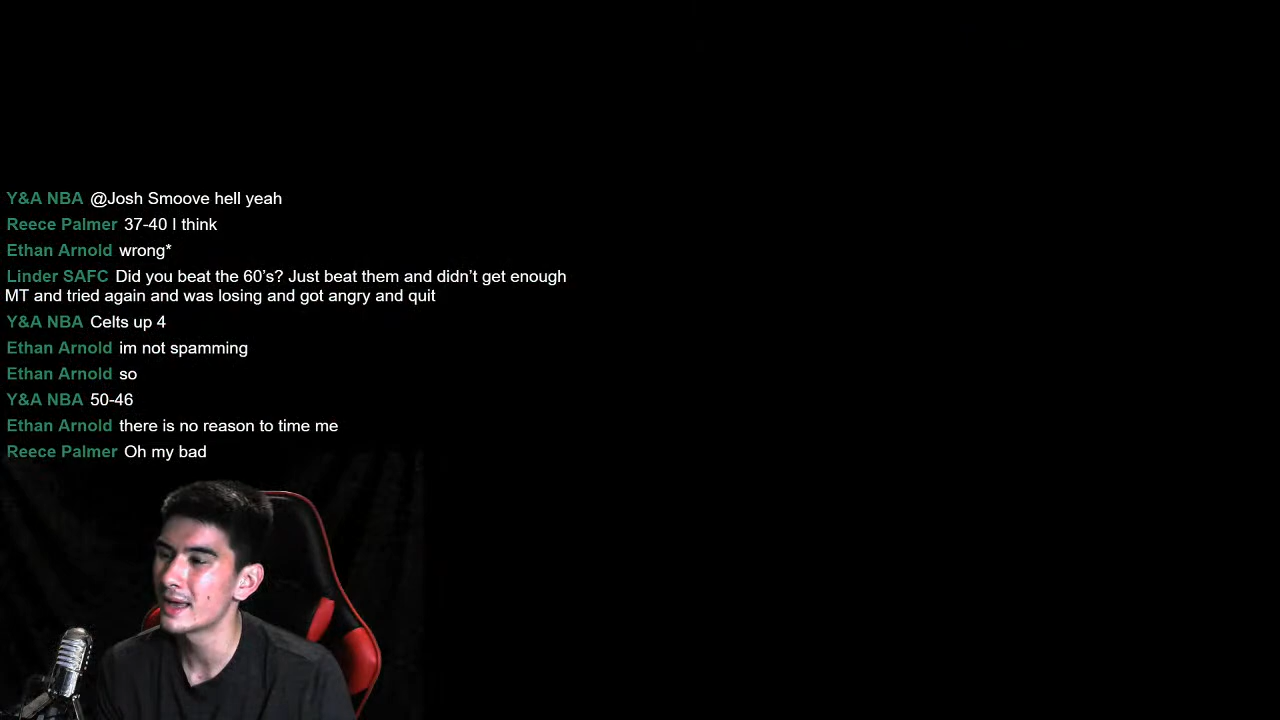 Y&A NBA @Josh Smoove hell yeah
Reece Palmer 37-40 I think
Ethan Arnold wrong*
Linder SAFC Did you beat the 60's? Just beat them and didn't get enough
MT and tried again and was losing and got angry and quit
Y&A NBA Celts up 4
Ethan Arnold im not spamming
Ethan Arnold so
Y&A NBA 50-46
Ethan Arnold there is no reason to time me
Reece Palmer Oh my bad